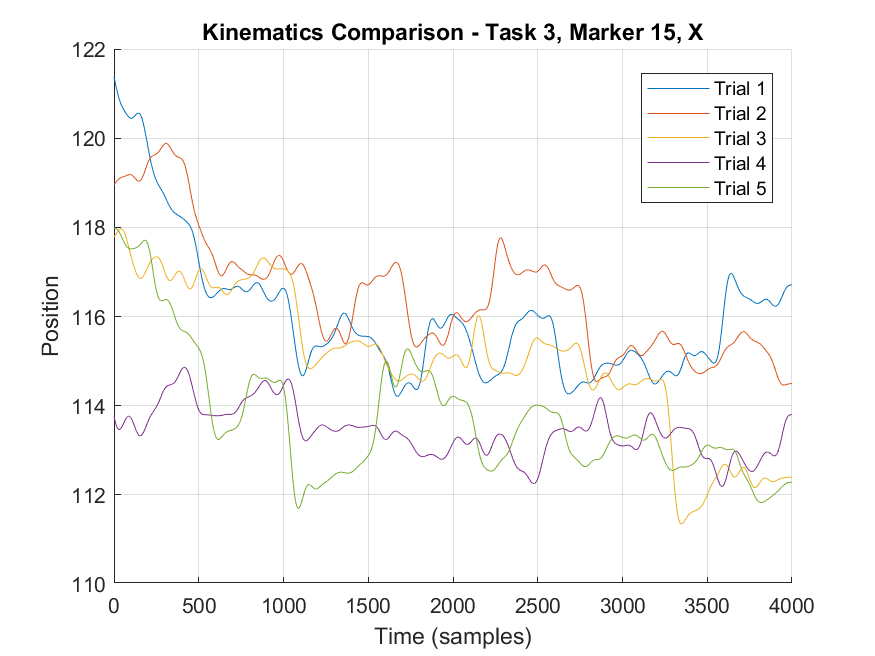 Kinematics Comparison - Task 3, Marker 15, X
122
120
118
116
114
112
110
Position
Trial 1
Trial 2
Trial 3
Trial 4
Trial 5
0 500 1000 1500 2000 2500 3000 3500 4000
Time (samples)